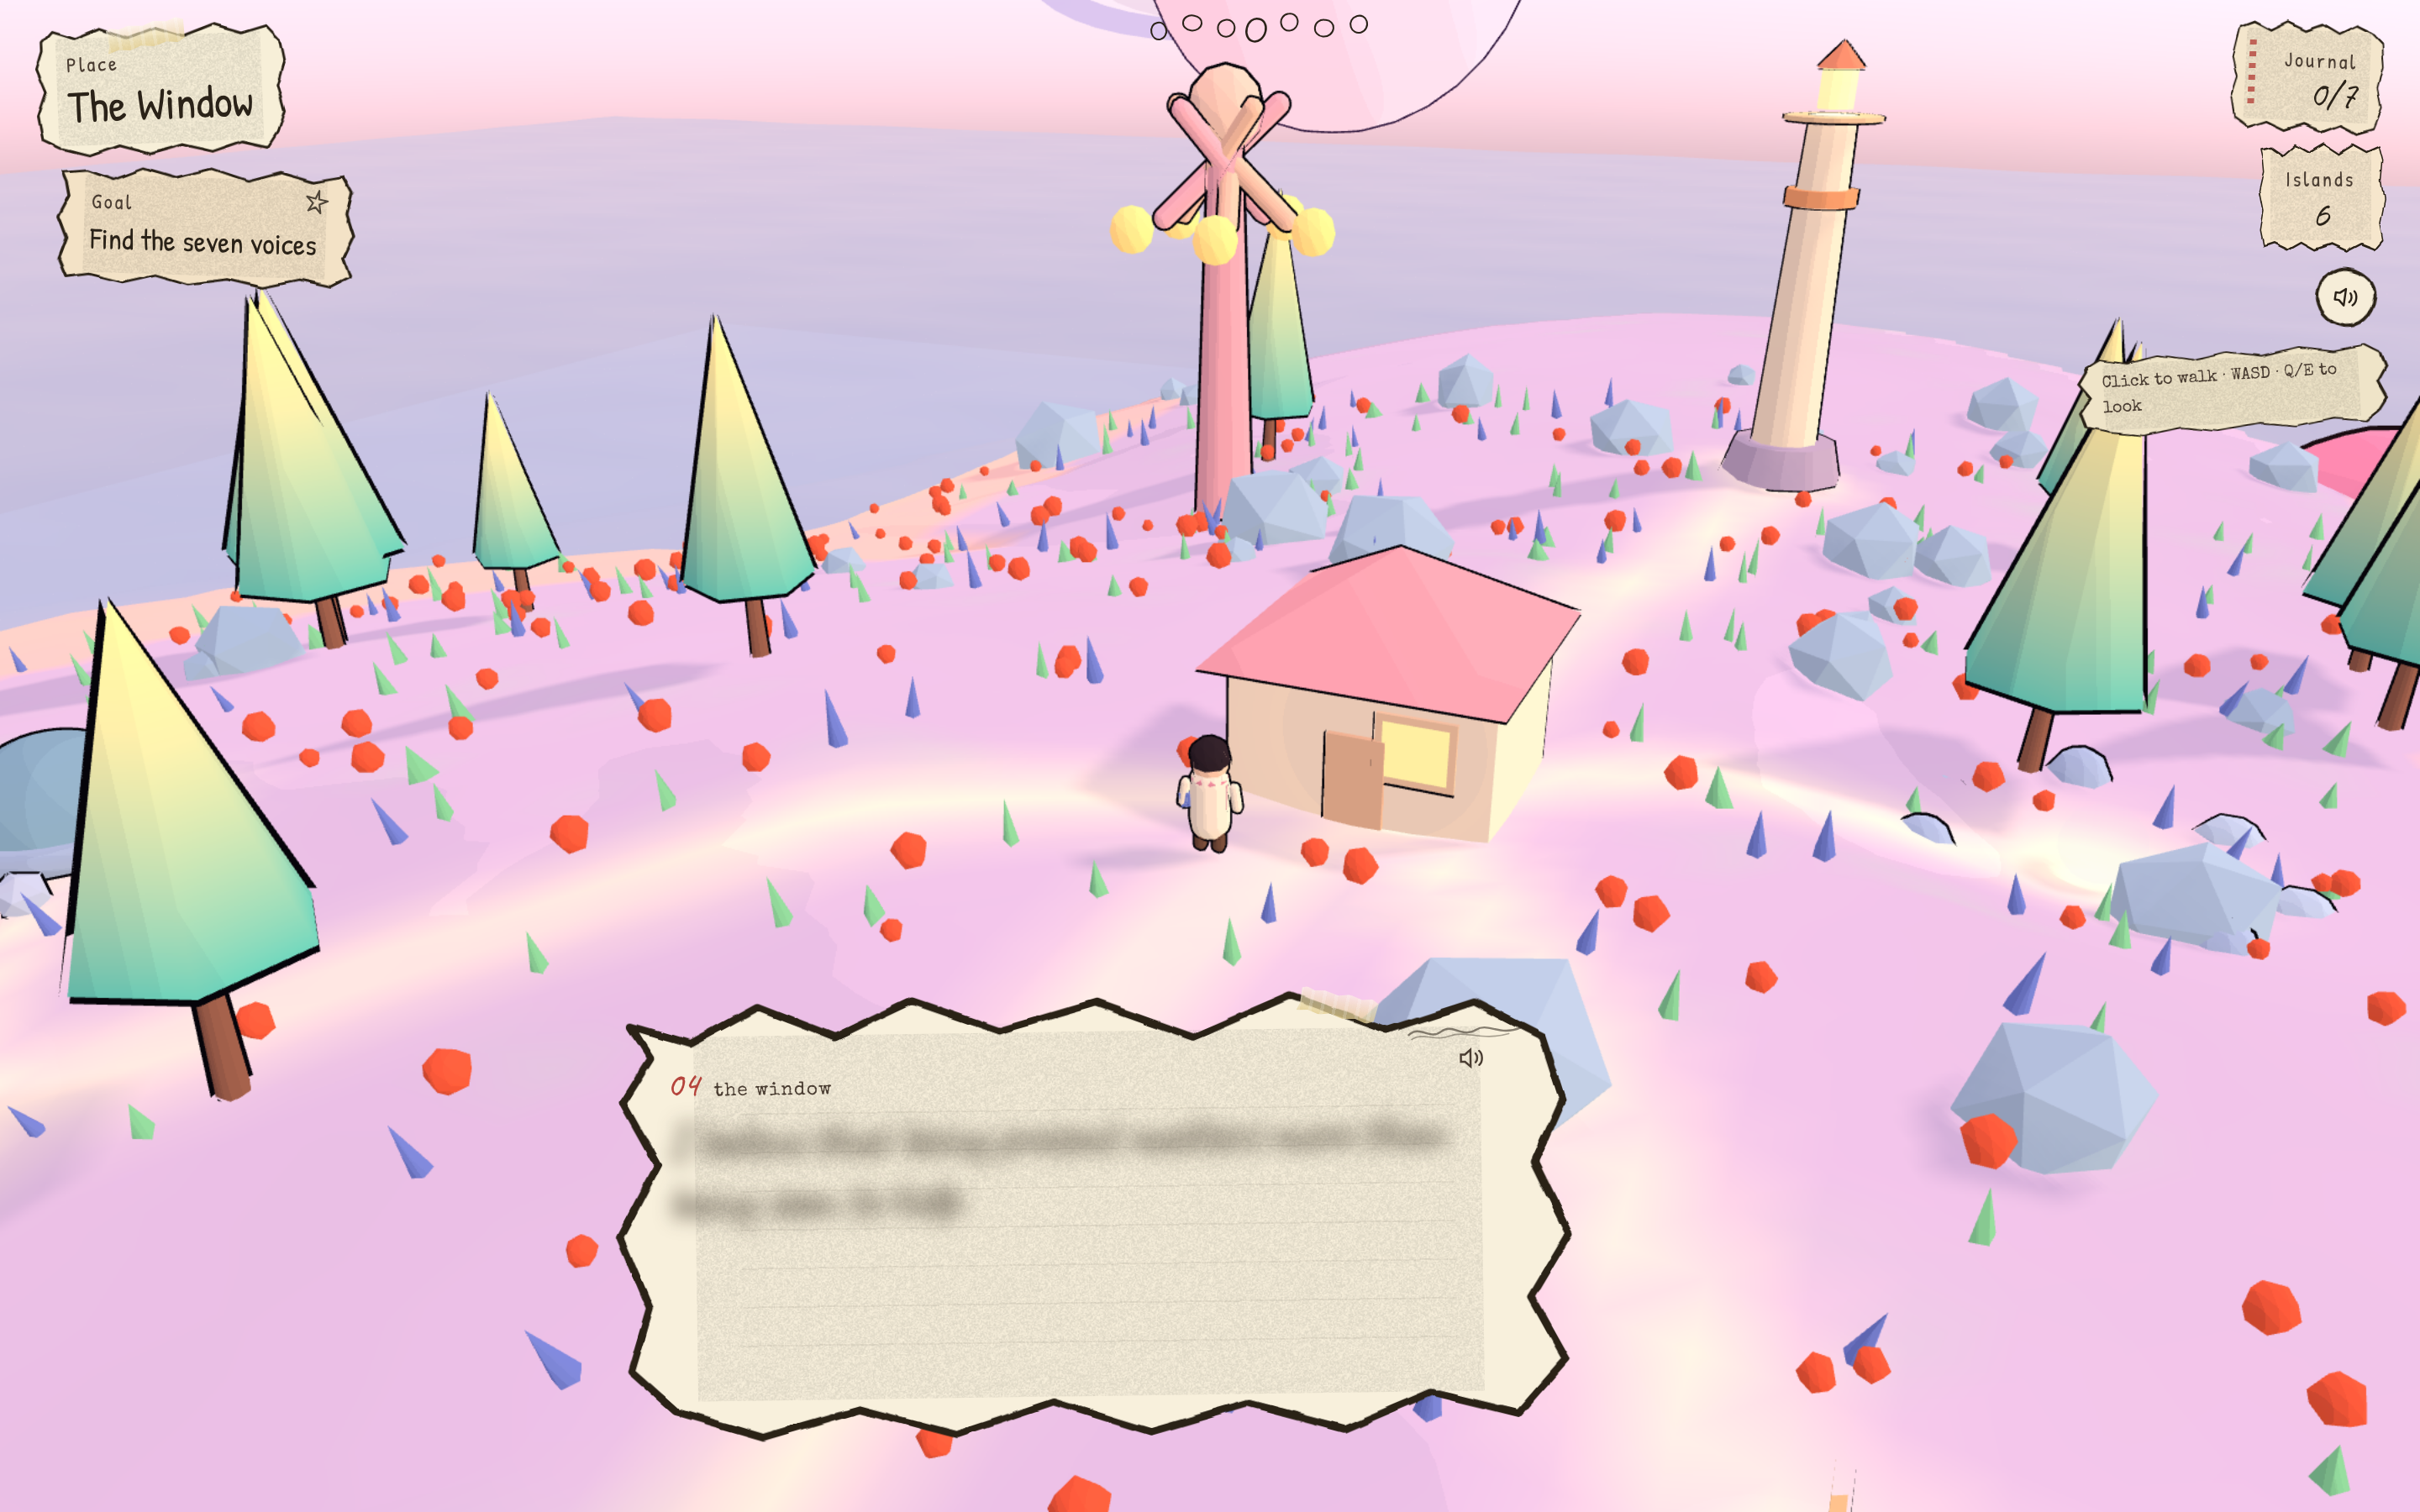 Place
The Window
Goal
Find the seven voices
Journal
0/7
Islands
6
Click to walk · WASD · Q/E to
look
04 the window